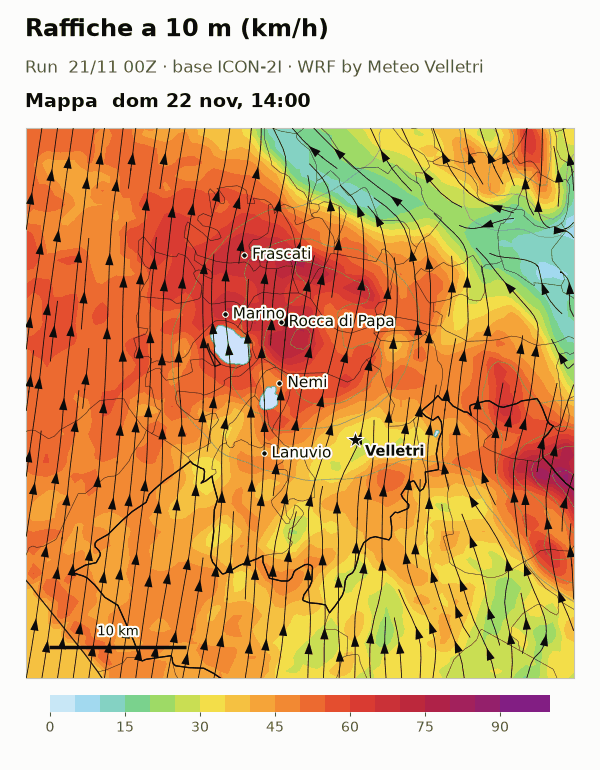 Raffiche a 10 m (km/h)
Run  21/11 00Z · base ICON-2I · WRF by Meteo Velletri
Mappa  dom 22 nov, 14:00
Frascati
Marino
Rocca di Papa
Nemi
Lanuvio
Velletri
10 km
0 15 30 45 60 75 90